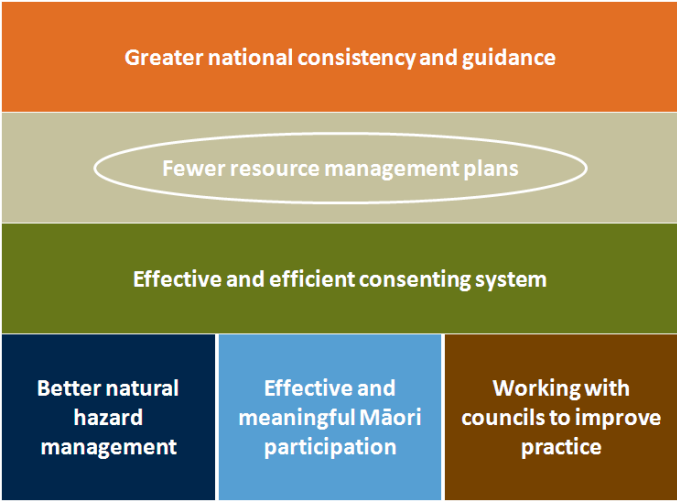 Greater national consistency and guidance
Fewer resource management plans
Effective and efficient consenting system
Better natural
hazard
management
Effective and
meaningful Māori
participation
Working with
councils to improve
practice